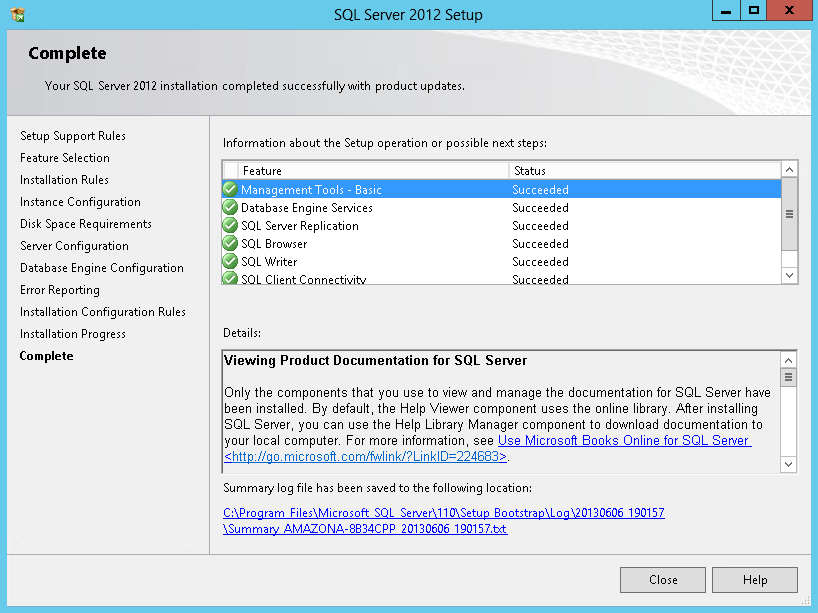 SQL Server 2012 Setup
Complete
Your SQL Server 2012 installation completed successfully with product updates.
Setup Support Rules
Feature Selection
Installation Rules
Instance Configuration
Disk Space Requirements
Server Configuration
Database Engine Configuration
Error Reporting
Installation Configuration Rules
Installation Progress
Complete
Information about the Setup operation or possible next steps:
Feature Status
Management Tools - Basic Succeeded
Database Engine Services Succeeded
SQL Server Replication Succeeded
SQL Browser Succeeded
SQL Writer Succeeded
SQL Client Connectivity Succeeded
Details:
Viewing Product Documentation for SQL Server
Only the components that you use to view and manage the documentation for SQL Server have
been installed. By default, the Help Viewer component uses the online library. After installing
SQL Server, you can use the Help Library Manager component to download documentation to
your local computer. For more information, see Use Microsoft Books Online for SQL Server
<http://go.microsoft.com/fwlink/?LinkID=224683>.
Summary log file has been saved to the following location:
C:\Program Files\Microsoft SQL Server\110\Setup Bootstrap\Log\20130606_190157
\Summary_AMAZONA-8B34CPP_20130606_190157.txt
Close Help